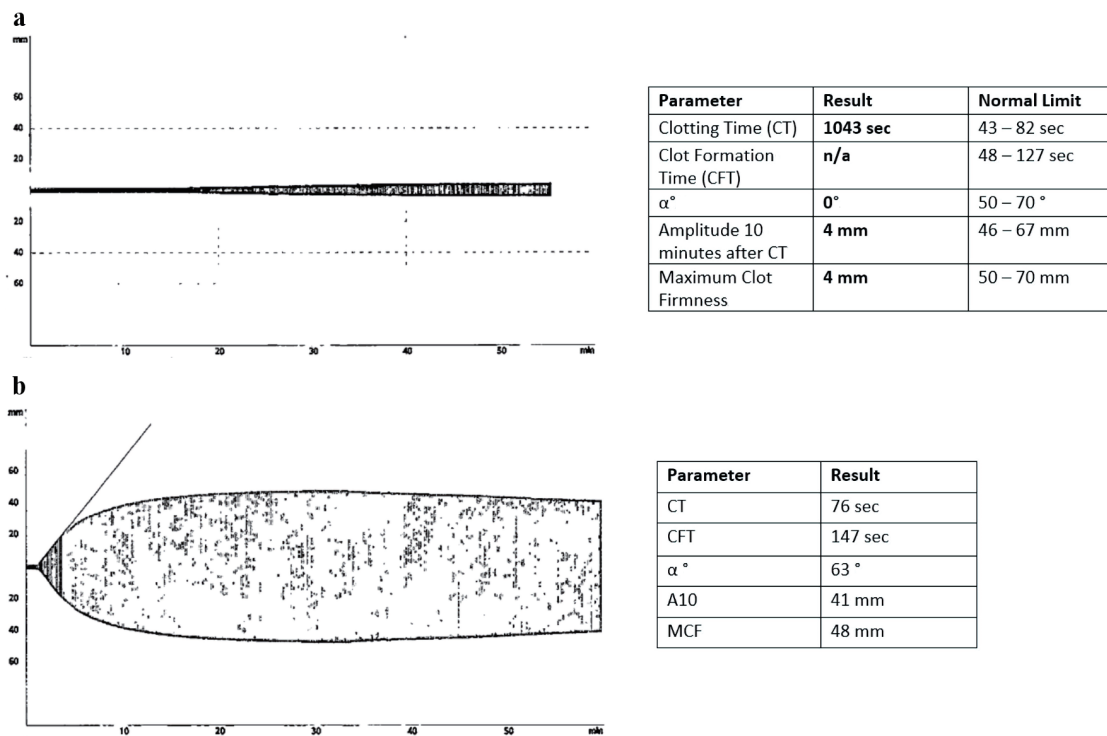 a
mm
60
40
20
20
40
60
10
20
30
40
50
min
Parameter Result Normal Limit
Clotting Time (CT) 1043 sec 43 – 82 sec
Clot Formation n/a 48 – 127 sec
Time (CFT)
α° 0° 50 – 70 °
Amplitude 10 4 mm 46 – 67 mm
minutes after CT
Maximum Clot 4 mm 50 – 70 mm
Firmness
b
mm
60
40
20
20
40
60
10
20
30
40
50
min
Parameter Result
CT 76 sec
CFT 147 sec
α ° 63 °
A10 41 mm
MCF 48 mm